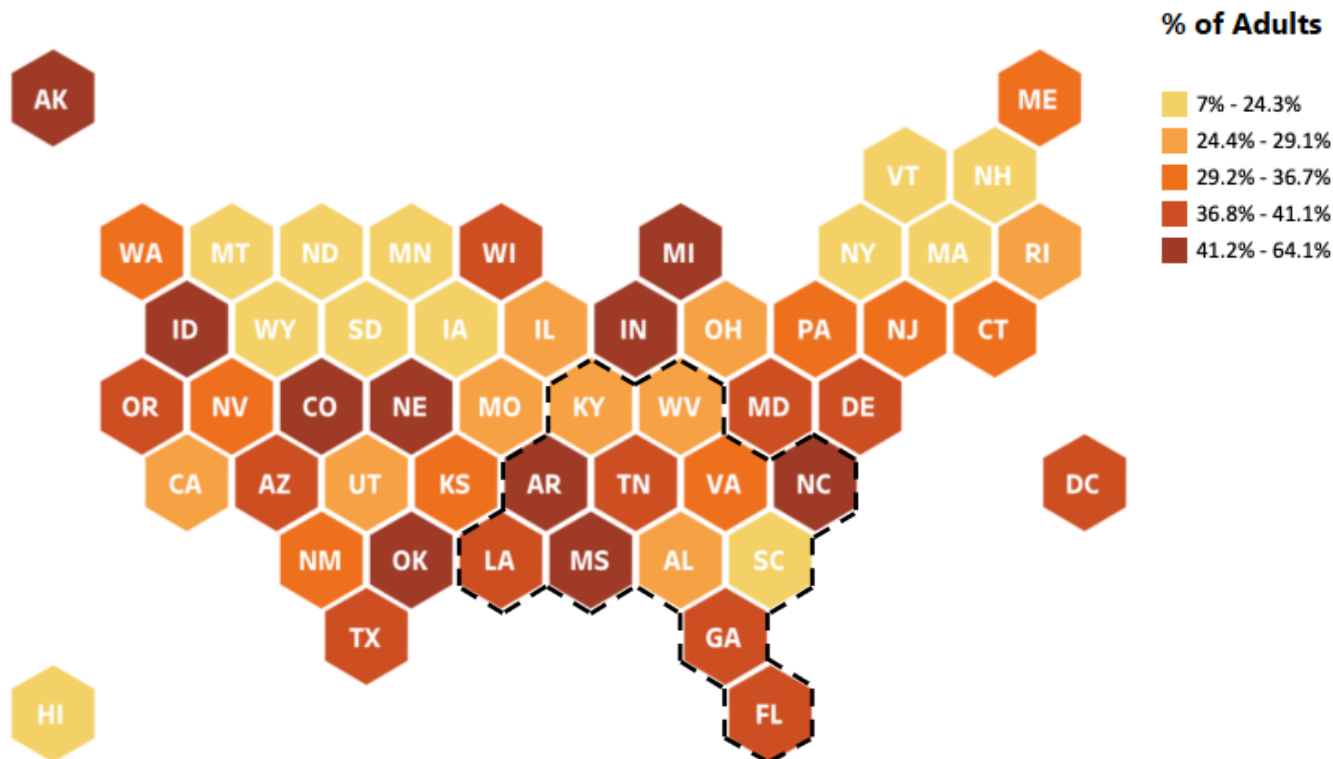 % of Adults
7% - 24.3%
24.4% - 29.1%
29.2% - 36.7%
36.8% - 41.1%
41.2% - 64.1%
AK
ME
VT NH
WA MT ND MN WI MI NY MA RI
ID WY SD IA IL IN OH PA NJ CT
OR NV CO NE MO KY WV MD DE
CA AZ UT KS AR TN VA NC DC
NM OK LA MS AL SC
TX GA
HI FL